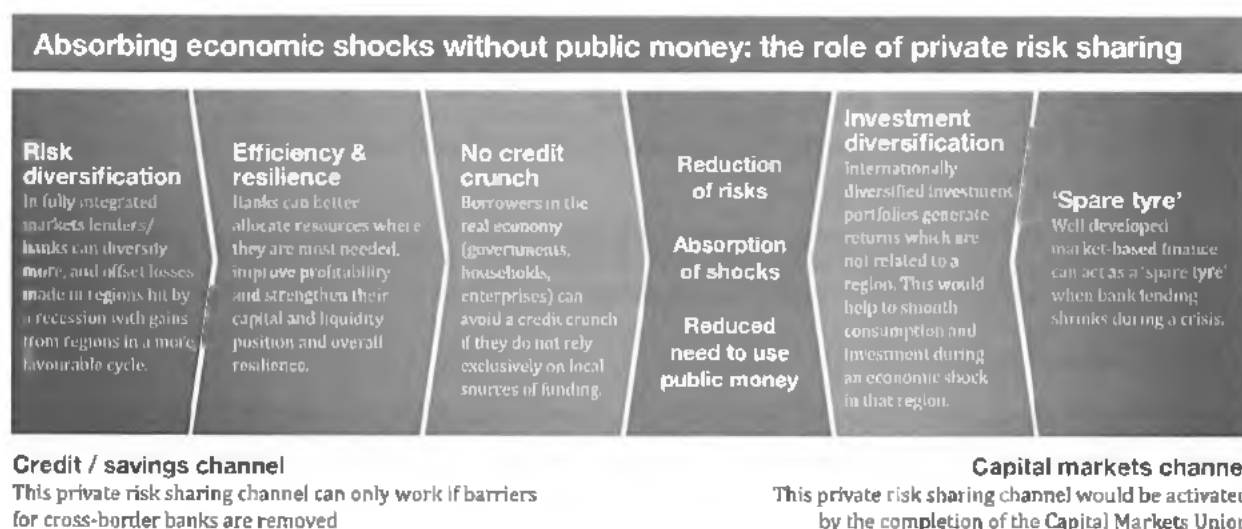 Absorbing economic shocks without public money: the role of private risk sharing
Risk
diversification
In fully integrated
markets lenders/
banks can diversify
more, and offset losses
made in regions hit by
a recession with gains
from regions in a more
favourable cycle.
Efficiency &
resilience
Banks can better
allocate resources where
they are most needed,
improve profitability
and strengthen their
capital and liquidity
position and overall
resilience.
No credit
crunch
Borrowers in the
real economy
(governments,
households,
enterprises) can
avoid a credit crunch
if they do not rely
exclusively on local
sources of funding.
Reduction
of risks
Absorption
of shocks
Reduced
need to use
public money
Investment
diversification
Internationally
diversified investment
portfolios generate
returns which are
not related to a
region. This would
help to smooth
consumption and
investment during
an economic shock
in that region.
'Spare tyre'
Well developed
market-based finance
can act as a 'spare tyre'
when bank lending
shrinks during a crisis.
Credit / savings channel
This private risk sharing channel can only work if barriers
for cross-border banks are removed
Capital markets channe
This private risk sharing channel would be activated
by the completion of the Capital Markets Union